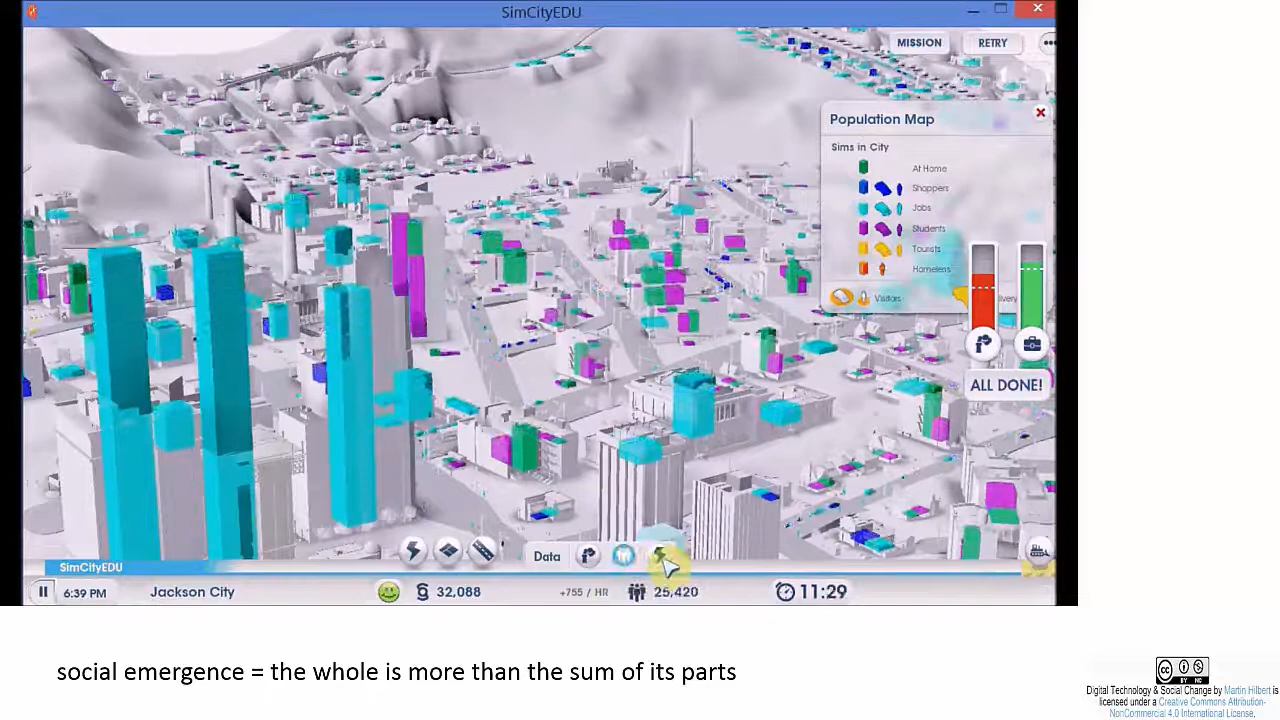 SimCityEDU
MISSION
RETRY
Population Map
Sims in City
At Home
Shoppers
Jobs
Students
Tourists
Homeless
Visitors
ALL DONE!
Data
SimCityEDU
6:39 PM
Jackson City
32,088
+755 / HR
25,420
11:29
social emergence = the whole is more than the sum of its parts
cc
BY NC
Digital Technology & Social Change by Martin Hilbert is
licensed under a Creative Commons Attribution-
NonCommercial 4.0 International License.